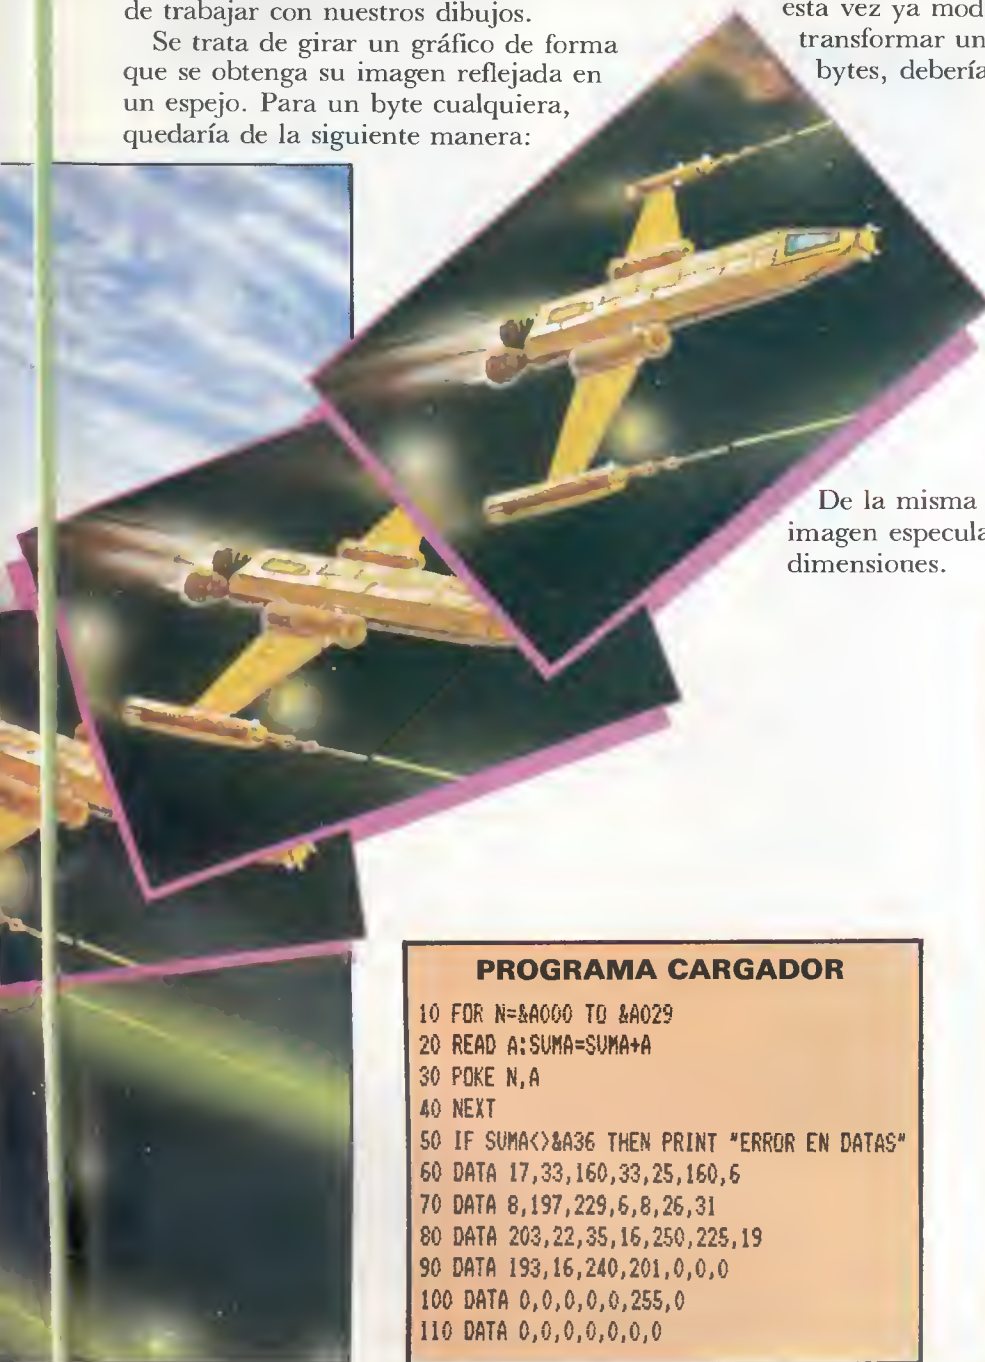 de trabajar con nuestros dibujos.
Se trata de girar un gráfico de forma
que se obtenga su imagen reflejada en
un espejo. Para un byte cualquiera,
quedaría de la siguiente manera:
esta vez ya mod
transformar un
bytes, debería
De la misma
imagen especula
dimensiones.
PROGRAMA CARGADOR
10 FOR N=&A000 TO &A029
20 READ A:SUMA=SUMA+A
30 POKE N,A
40 NEXT
50 IF SUMA<>&A36 THEN PRINT "ERROR EN DATAS"
60 DATA 17,33,160,33,25,160,6
70 DATA 8,197,229,6,8,26,31
80 DATA 203,22,35,16,250,225,19
90 DATA 193,16,240,201,0,0,0
100 DATA 0,0,0,0,0,255,0
110 DATA 0,0,0,0,0,0,0